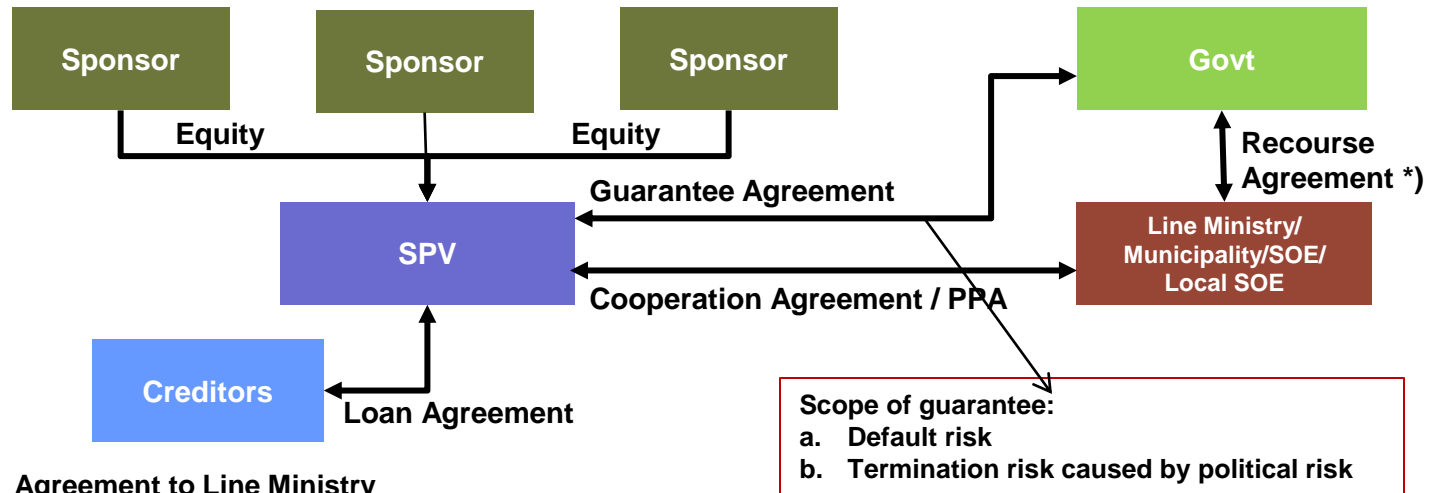 Sponsor
Sponsor
Sponsor
Govt
Equity
Equity
Recourse
Agreement *)
Guarantee Agreement
SPV
Line Ministry/
Municipality/SOE/
Local SOE
Cooperation Agreement / PPA
Creditors
Loan Agreement
Scope of guarantee:
a. Default risk
b. Termination risk caused by political risk
Agreement to Line Ministry